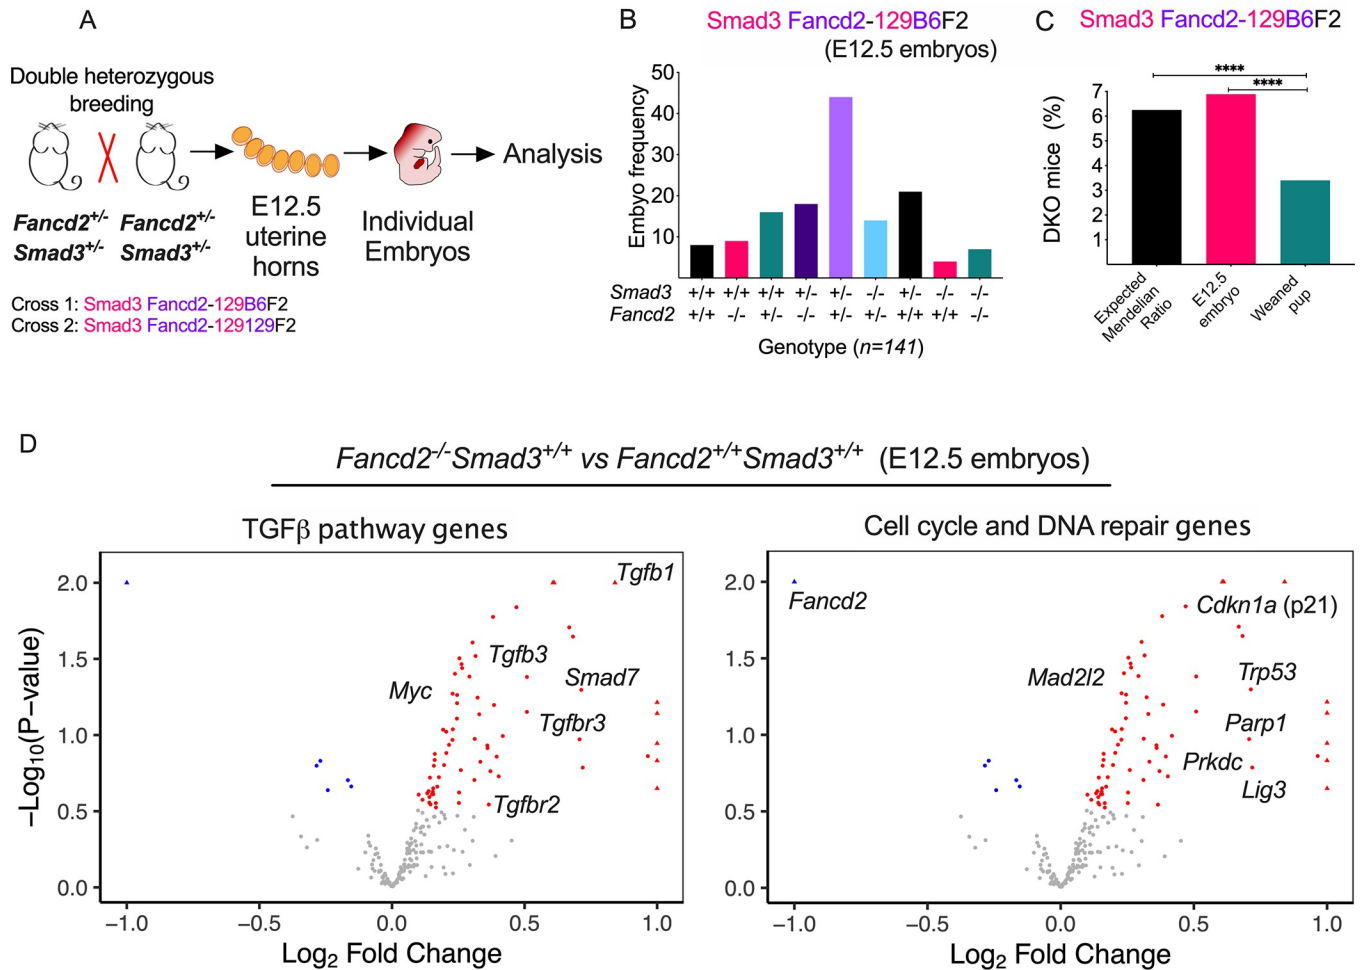 A
Double heterozygous
breeding
Fancd2+/- Fancd2+/-
Smad3+/- Smad3+/-
E12.5
uterine
horns
Individual
Embryos
Analysis
Cross 1: Smad3 Fancd2-129B6F2
Cross 2: Smad3 Fancd2-129129F2
B
Smad3 Fancd2-129B6F2
(E12.5 embryos)
Embryo frequency
50
40
30
20
10
Smad3 +/+ +/+ +/+ +/- +/- -/- +/- -/- -/-
Fancd2 +/+ -/- +/- -/- +/- +/- +/+ +/+ -/-
Genotype (n=141)
C
Smad3 Fancd2-129B6F2
****
****
DKO mice (%)
7
6
5
4
3
2
1
Expected
Mendelian
Ratio
E12.5
embryo
Weaned
pup
D
Fancd2-/-Smad3+/+ vs Fancd2+/+Smad3+/+ (E12.5 embryos)
TGFβ pathway genes
−Log10(P-value)
2.0
1.5
1.0
0.5
0.0
Tgfb1
Tgfb3
Smad7
Myc
Tgfbr3
Tgfbr2
−1.0 −0.5 0.0 0.5 1.0
Log2 Fold Change
Cell cycle and DNA repair genes
2.0
1.5
1.0
0.5
0.0
Fancd2
Cdkn1a (p21)
Mad2l2
Trp53
Parp1
Prkdc
Lig3
−1.0 −0.5 0.0 0.5 1.0
Log2 Fold Change